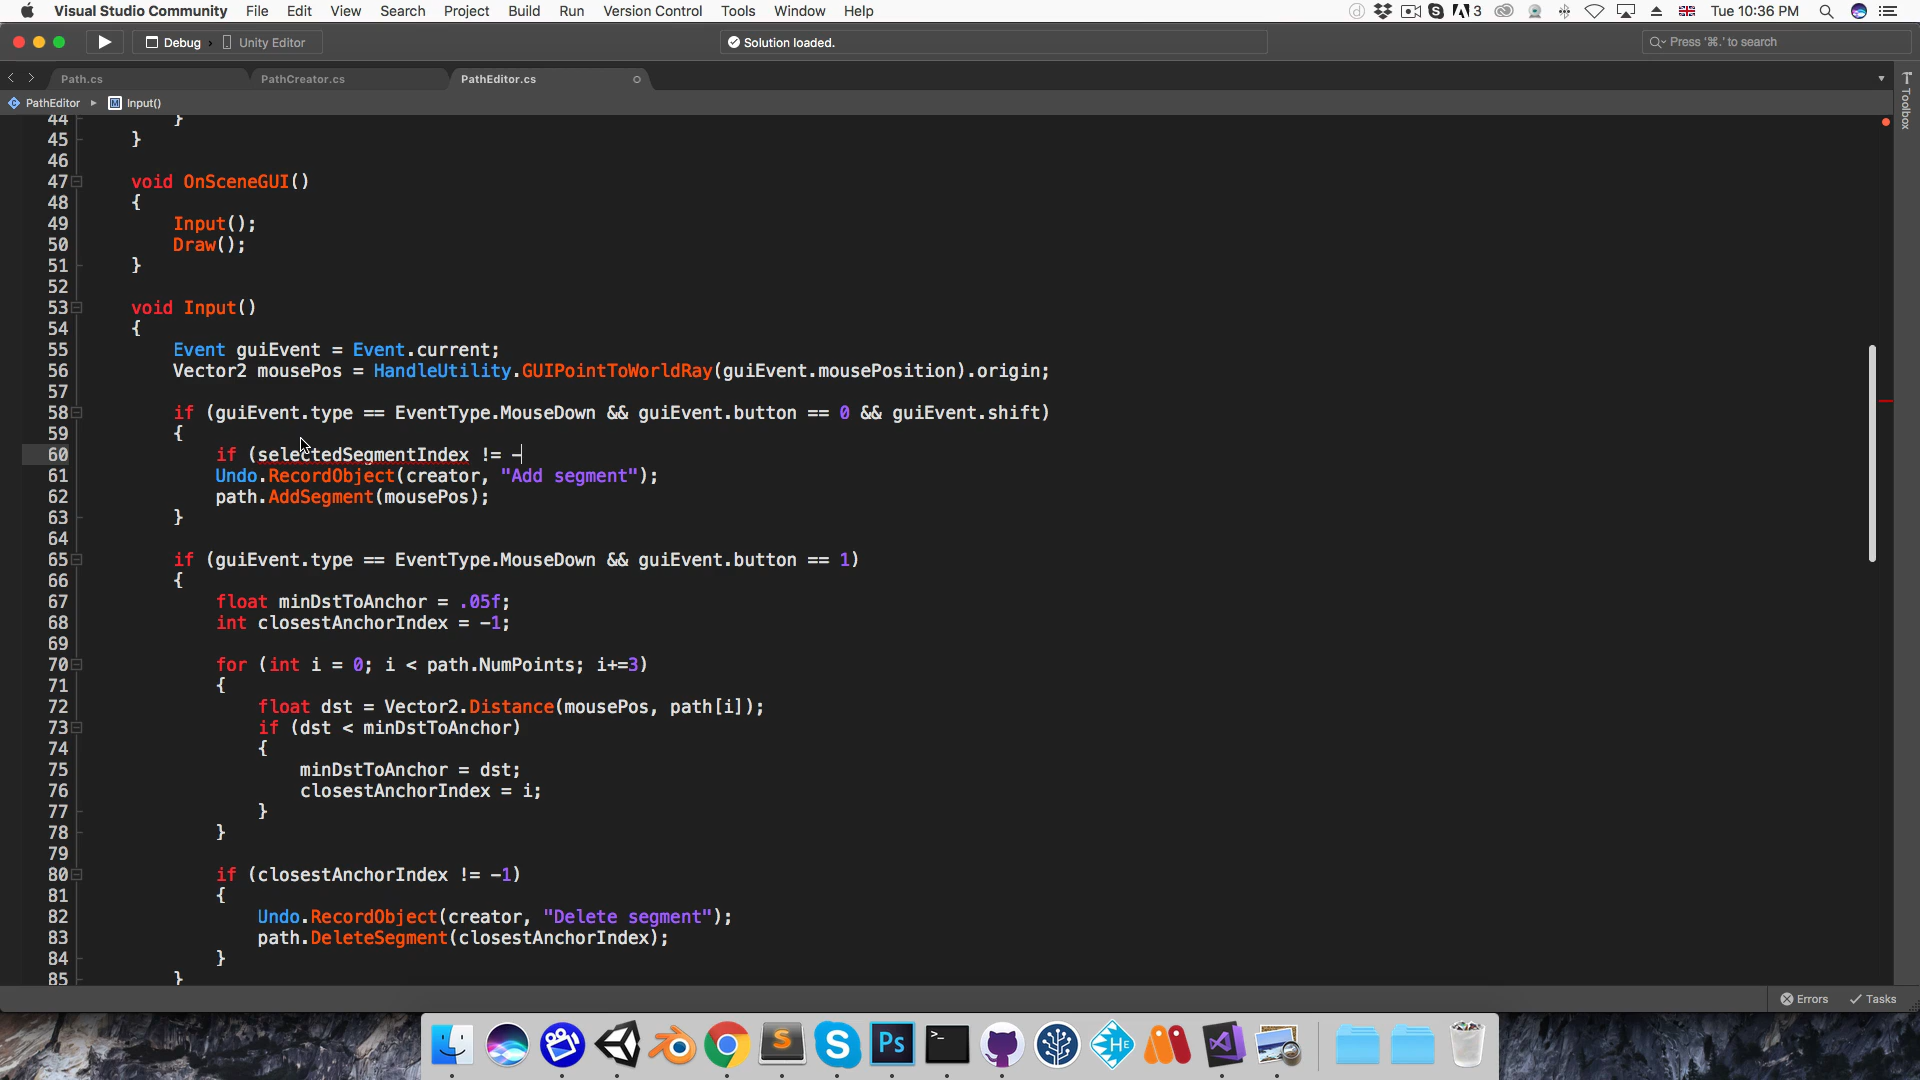 Visual Studio Community File Edit View Search Project Build Run Version Control Tools Window Help 3 Tue 10:36 PM
Debug › Unity Editor Solution loaded. Press '⌘.' to search
Path.cs PathCreator.cs PathEditor.cs
PathEditor ▸ M Input()
Toolbox
44 }
45 }
46
47 void OnSceneGUI()
48 {
49 Input();
50 Draw();
51 }
52
53 void Input()
54 {
55 Event guiEvent = Event.current;
56 Vector2 mousePos = HandleUtility.GUIPointToWorldRay(guiEvent.mousePosition).origin;
57
58 if (guiEvent.type == EventType.MouseDown && guiEvent.button == 0 && guiEvent.shift)
59 {
60 if (selectedSegmentIndex != -
61 Undo.RecordObject(creator, "Add segment");
62 path.AddSegment(mousePos);
63 }
64
65 if (guiEvent.type == EventType.MouseDown && guiEvent.button == 1)
66 {
67 float minDstToAnchor = .05f;
68 int closestAnchorIndex = -1;
69
70 for (int i = 0; i < path.NumPoints; i+=3)
71 {
72 float dst = Vector2.Distance(mousePos, path[i]);
73 if (dst < minDstToAnchor)
74 {
75 minDstToAnchor = dst;
76 closestAnchorIndex = i;
77 }
78 }
79
80 if (closestAnchorIndex != -1)
81 {
82 Undo.RecordObject(creator, "Delete segment");
83 path.DeleteSegment(closestAnchorIndex);
84 }
85 }
Errors Tasks
S S Ps >_ HE